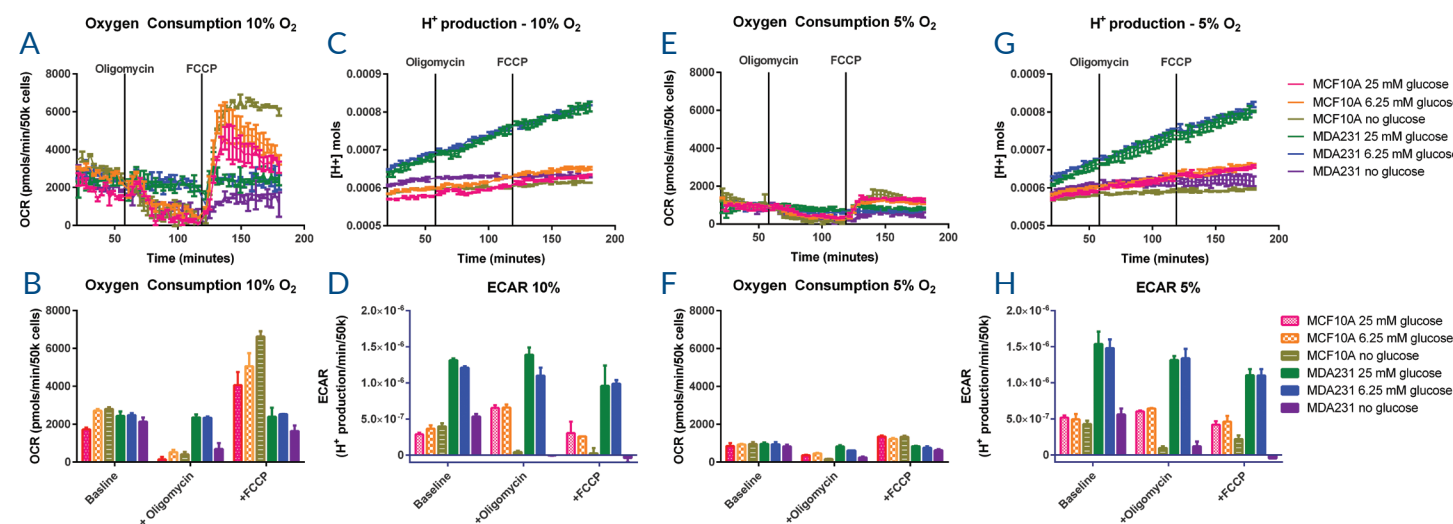 A
Oxygen Consumption 10% O2
Oligomycin
FCCP
8000
6000
4000
2000
0
OCR (pmols/min/50k cells)
50
100
150
200
Time (minutes)
C
H+ production - 10% O2
Oligomycin
FCCP
0.0009
0.0008
0.0007
0.0006
0.0005
[H+] mols
50
100
150
200
Time (minutes)
E
Oxygen Consumption 5% O2
Oligomycin
FCCP
8000
6000
4000
2000
0
OCR (pmols/min/50k cells)
50
100
150
200
Time (minutes)
G
H+ production - 5% O2
Oligomycin
FCCP
0.0009
0.0008
0.0007
0.0006
0.0005
[H+] mols
50
100
150
200
Time (minutes)
MCF10A 25 mM glucose
MCF10A 6.25 mM glucose
MCF10A no glucose
MDA231 25 mM glucose
MDA231 6.25 mM glucose
MDA231 no glucose
B
Oxygen Consumption 10% O2
8000
6000
4000
2000
0
OCR (pmols/min/50k cells)
Basline
+ Oligomycin
+FCCP
D
ECAR 10%
2.0×10-6
1.5×10-6
1.0×10-6
5.0×10-7
0
ECAR
(H+ production/min/50k)
Baseline
+Oligomycin
+FCCP
F
Oxygen Consumption 5% O2
8000
6000
4000
2000
0
OCR (pmols/min/50k cells)
Baseline
+Oligomycin
+FCCP
H
ECAR 5%
2.0×10-6
1.5×10-6
1.0×10-6
5.0×10-7
0
ECAR
(H+ production/min/50k)
Baseline
+ Oligomycin
+FCCP
MCF10A 25 mM glucose
MCF10A 6.25 mM glucose
MCF10A no glucose
MDA231 25 mM glucose
MDA231 6.25 mM glucose
MDA231 no glucose